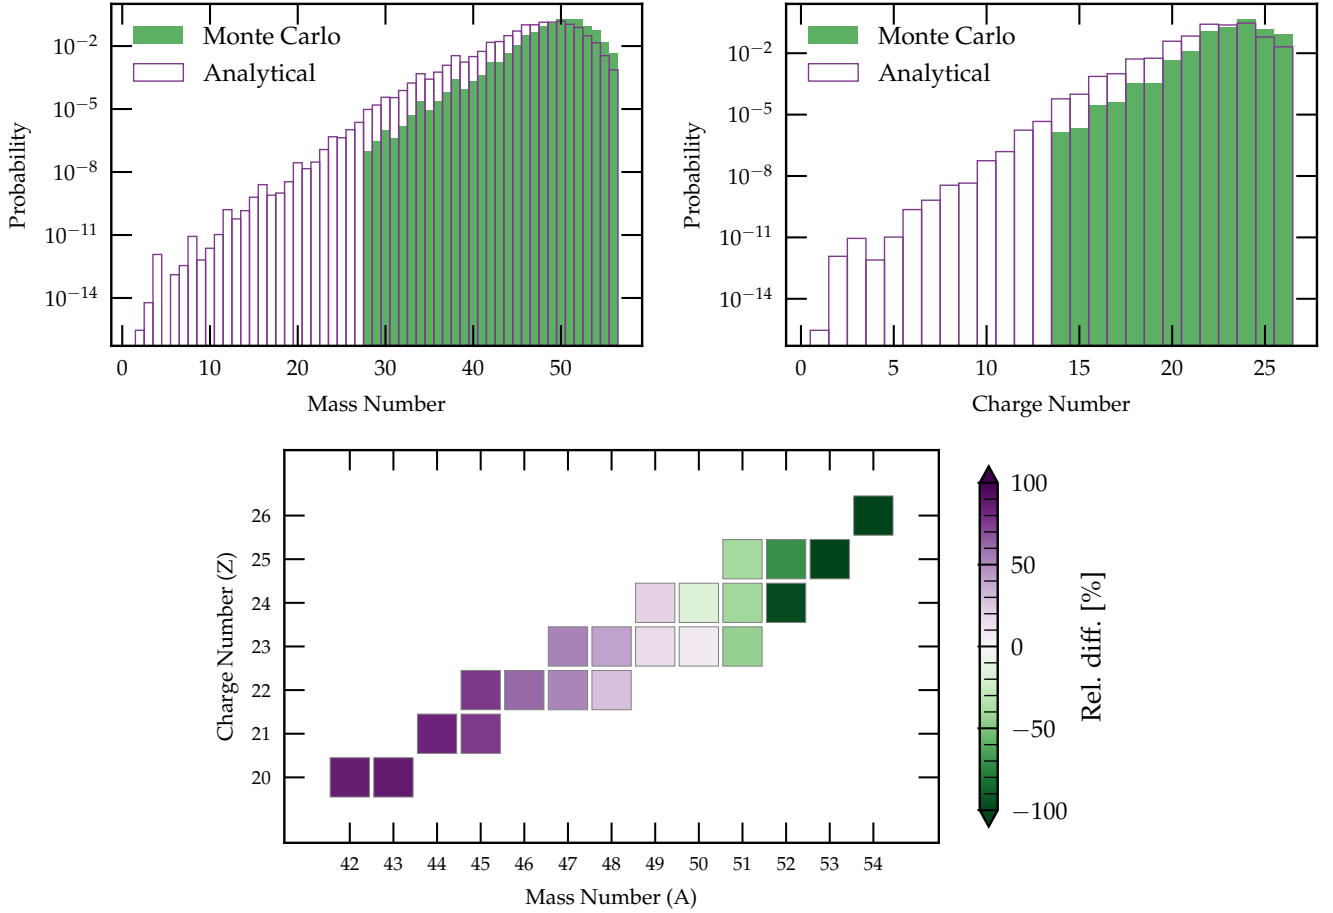 Monte Carlo
Analytical
Probability
10⁻²
10⁻⁵
10⁻⁸
10⁻¹¹
10⁻¹⁴
0 10 20 30 40 50
Mass Number
Monte Carlo
Analytical
Probability
10⁻²
10⁻⁵
10⁻⁸
10⁻¹¹
10⁻¹⁴
0 5 10 15 20 25
Charge Number
Charge Number (Z)
26
25
24
23
22
21
20
42 43 44 45 46 47 48 49 50 51 52 53 54
Mass Number (A)
100
50
0
−50
−100
Rel. diff. [%]